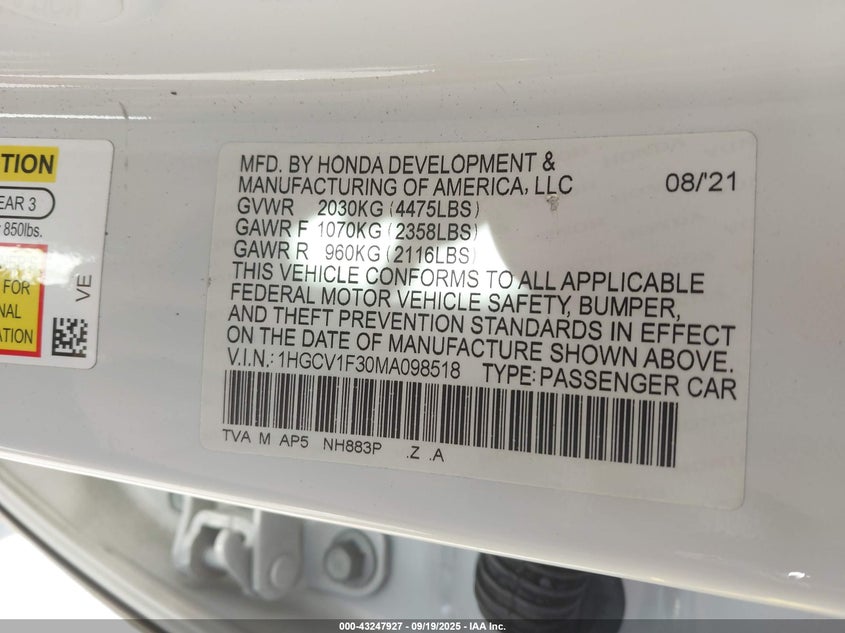 TION
EAR 3
850lbs.
FOR
NAL
ATION
VE
MFD. BY HONDA DEVELOPMENT &
MANUFACTURING OF AMERICA, LLC 08/'21
GVWR 2030KG (4475LBS)
GAWR F 1070KG (2358LBS)
GAWR R 960KG (2116LBS)
THIS VEHICLE CONFORMS TO ALL APPLICABLE
FEDERAL MOTOR VEHICLE SAFETY, BUMPER,
AND THEFT PREVENTION STANDARDS IN EFFECT
ON THE DATE OF MANUFACTURE SHOWN ABOVE.
V.I.N.: 1HGCV1F30MA098518 TYPE: PASSENGER CAR
TVA M AP5 NH883P .Z .A
000-43247927 - 09/19/2025 - IAA Inc.